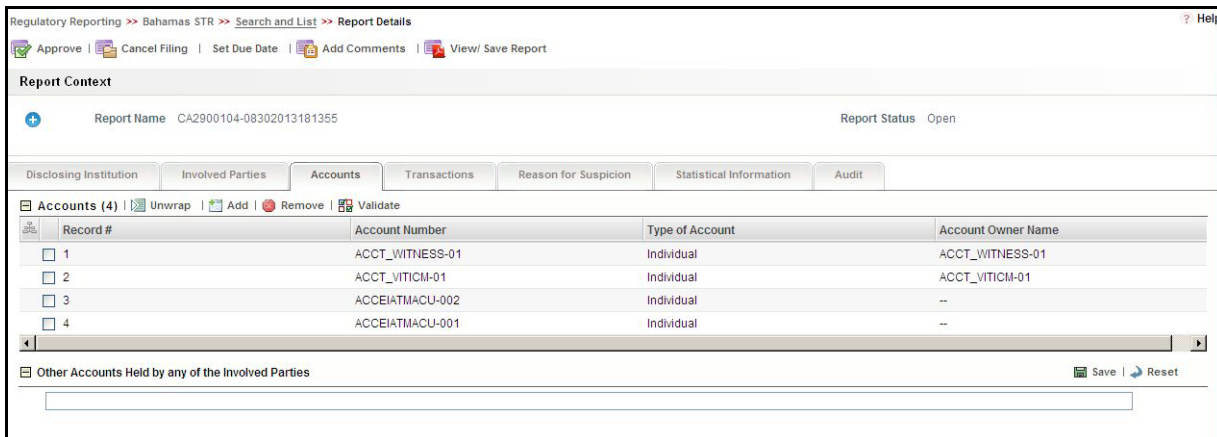 Regulatory Reporting >> Bahamas STR >> Search and List >> Report Details ? Help
Approve | Cancel Filing | Set Due Date | Add Comments | View/ Save Report
Report Context
Report Name CA2900104-08302013181355 Report Status Open
Disclosing Institution Involved Parties Accounts Transactions Reason for Suspicion Statistical Information Audit
Accounts (4) | Unwrap | Add | Remove | Validate
Record # Account Number Type of Account Account Owner Name
1 ACCT_WITNESS-01 Individual ACCT_WITNESS-01
2 ACCT_VITICM-01 Individual ACCT_VITICM-01
3 ACCEIATMACU-002 Individual --
4 ACCEIATMACU-001 Individual --
Other Accounts Held by any of the Involved Parties Save | Reset